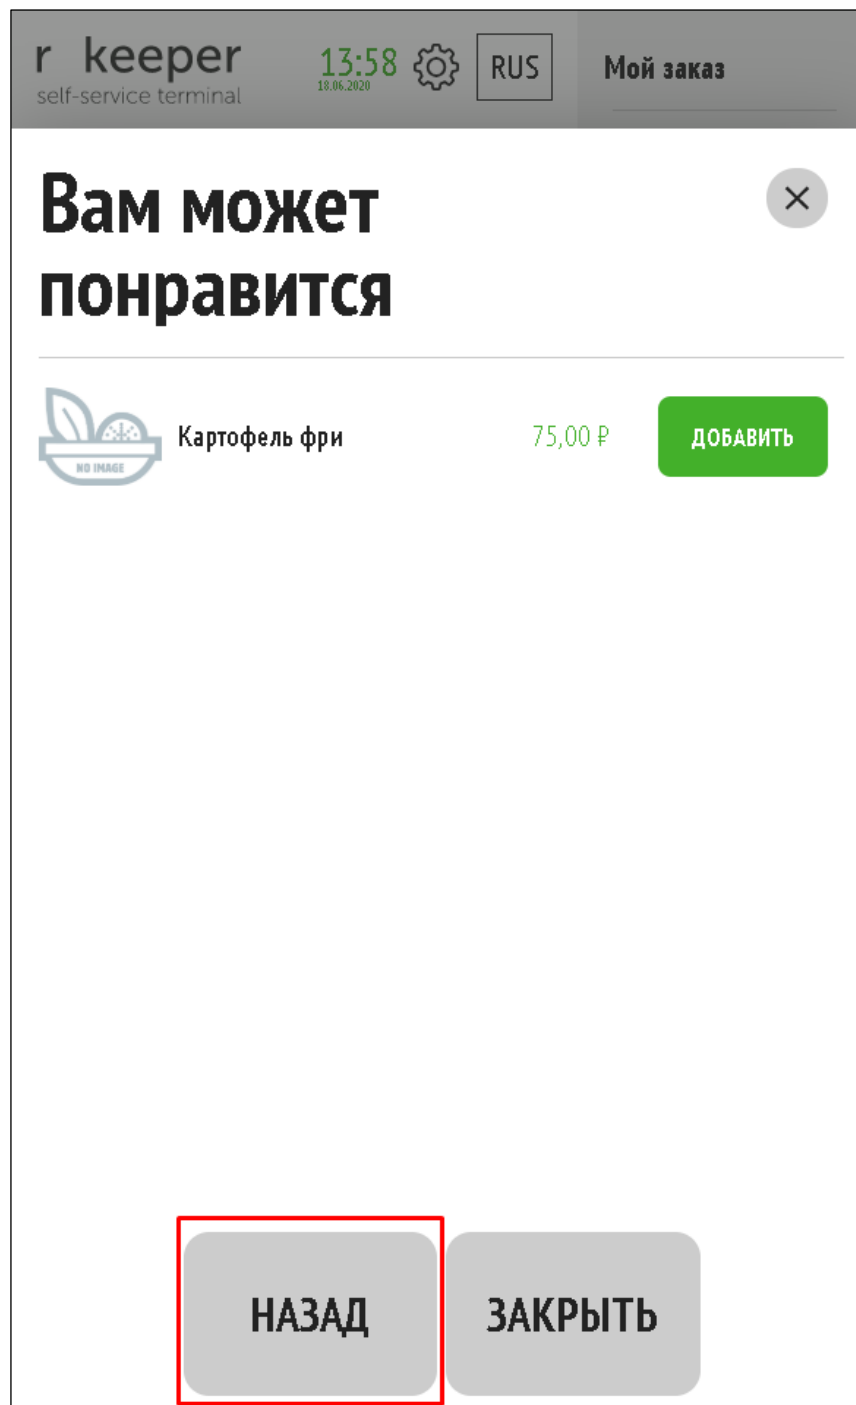 r keeper
self-service terminal
13:58
18.06.2020
RUS
Мой заказ
Вам может
понравится
NO IMAGE
Картофель фри
75,00 ₽
ДОБАВИТЬ
НАЗАД
ЗАКРЫТЬ